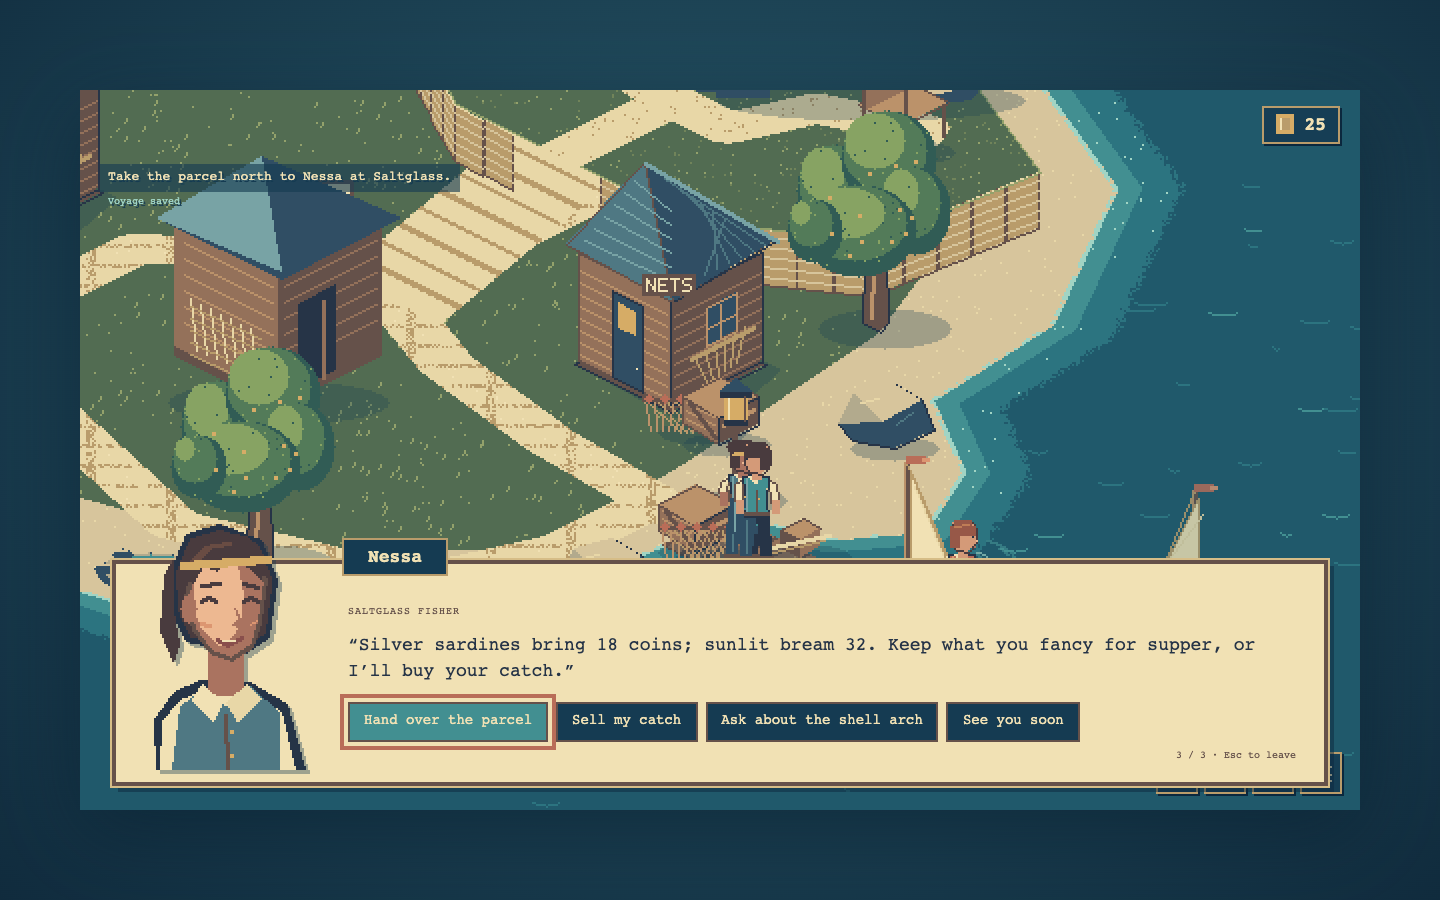 25
Take the parcel north to Nessa at Saltglass.
Voyage saved
NETS
Nessa
SALTGLASS FISHER
“Silver sardines bring 18 coins; sunlit bream 32. Keep what you fancy for supper, or
I’ll buy your catch.”
Hand over the parcel
Sell my catch
Ask about the shell arch
See you soon
3 / 3 · Esc to leave